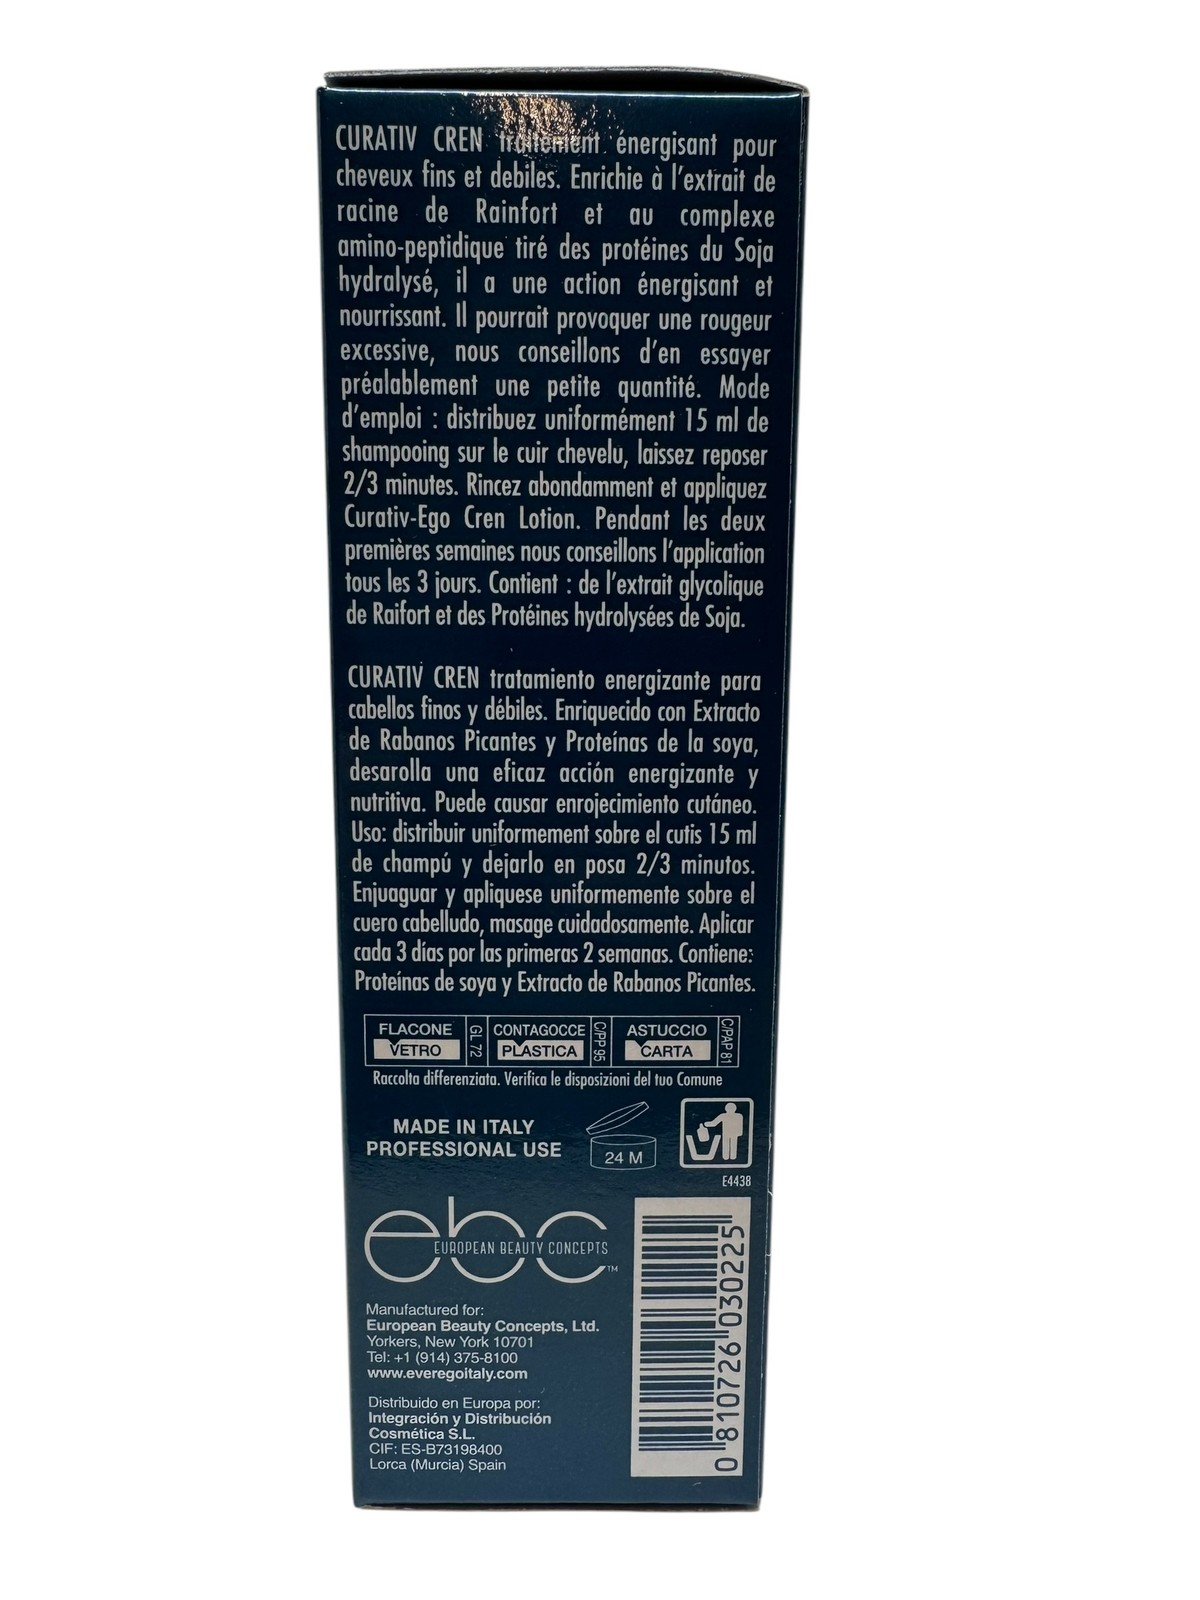 CURATIV CREN traitement énergisant pour
cheveux fins et debiles. Enrichie à l'extrait de
racine de Rainfort et au complexe
amino-peptidique tiré des protéines du Soja
hydralysé, il a une action énergisant et
nourrissant. Il pourrait provoquer une rougeur
excessive, nous conseillons d'en essayer
préalablement une petite quantité. Mode
d'emploi : distribuez uniformément 15 ml de
shampooing sur le cuir chevelu, laissez reposer
2/3 minutes. Rincez abondamment et appliquez
Curativ-Ego Cren Lotion. Pendant les deux
premières semaines nous conseillons l'application
tous les 3 jours. Contient : de l'extrait glycolique
de Raifort et des Protéines hydrolysées de Soja.
CURATIV CREN tratamiento energizante para
cabellos finos y débiles. Enriquecido con Extracto
de Rabanos Picantes y Proteínas de la soya,
desarolla una eficaz acción energizante y
nutritiva. Puede causar enrojecimiento cutáneo.
Uso: distribuir uniformement sobre el cutis 15 ml
de champú y dejarlo en posa 2/3 minutos.
Enjuaguar y apliquese uniformemente sobre el
cuero cabelludo, masage cuidadosamente. Aplicar
cada 3 días por las primeras 2 semanas. Contiene:
Proteínas de soya y Extracto de Rabanos Picantes.
FLACONE GL 72 CONTAGOCCE C/PP 95 ASTUCCIO C/PAP 81
VETRO PLASTICA CARTA
Raccolta differenziata. Verifica le disposizioni del tuo Comune
MADE IN ITALY
PROFESSIONAL USE
24 M
E4438
ebc
EUROPEAN BEAUTY CONCEPTS
™
Manufactured for:
European Beauty Concepts, Ltd.
Yorkers, New York 10701
Tel: +1 (914) 375-8100
www.everegoitaly.com
Distribuido en Europa por:
Integración y Distribución
Cosmética S.L.
CIF: ES-B73198400
Lorca (Murcia) Spain
0 810726 030225